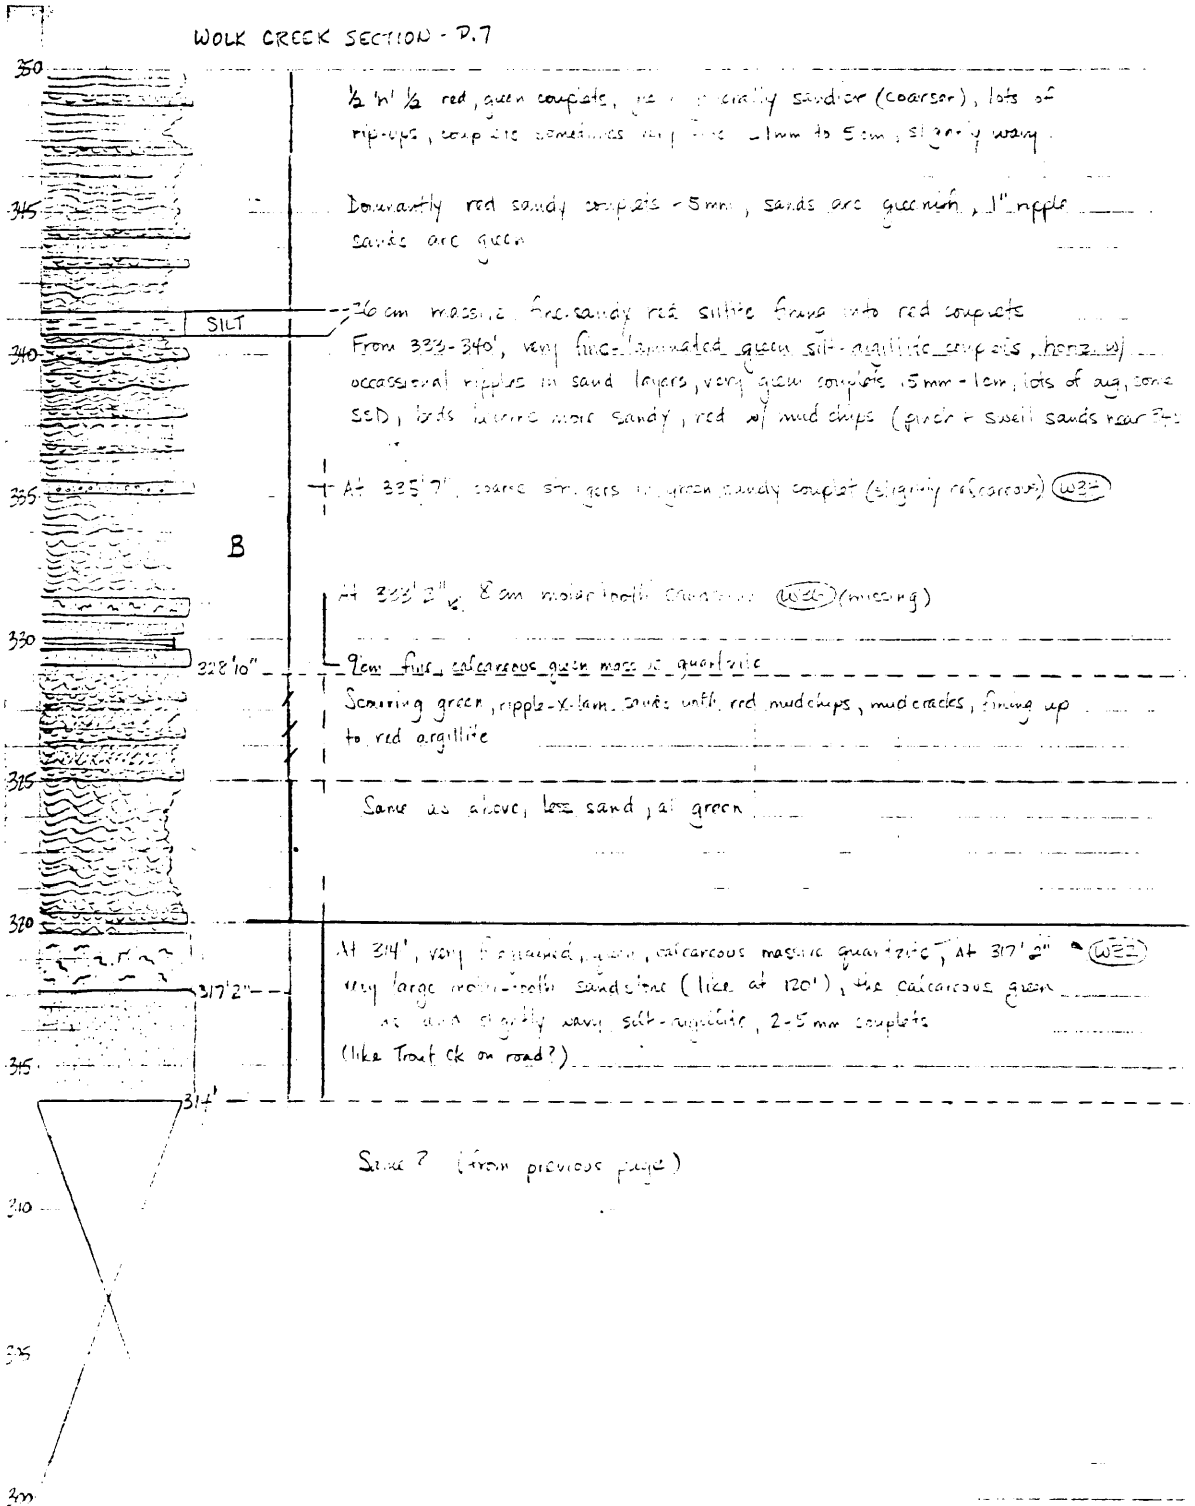 WOLK CREEK SECTION - P.7
350
½ 'n' ½ red, green couplets, sandier (coarser), lots of
rip-ups, sometimes very 1mm to 5cm, slightly wavy
345
Dominantly red sandy couplets -5mm, sands are greenish, 1" ripple
sands are green
36 cm massive fine-sandy red siltite fining into red couplets
SILT
340
From 333-340', very fine-laminated green silt-argillite couplets, horiz. w/
occassional ripples in sand layers, very green couplets .5mm-1cm, lots of arg, some
SSD, beds become more sandy, red w/ mud chips (pinch + swell sands near
335
At 335'7", coarse stringers in green sandy couplet (slightly calcareous)
B
At 333'2", 8 cm molar tooth (missing)
330
328'10"
9cm fine, calcareous green massive quartzite
Scouring green, ripple-x-lam. sands with red mudchips, mudcracks, fining up
to red argillite
325
Same as above, less sand, all green
320
At 314', very green, calcareous massive quartzite, At 317'2"
317'2"
very large molar-tooth sandstone (like at 120'), the calcareous green
and slightly wavy silt-argillite, 2-5 mm couplets
315
(like Trout Ck on road?)
314'
Same? (from previous page)
310
305
300